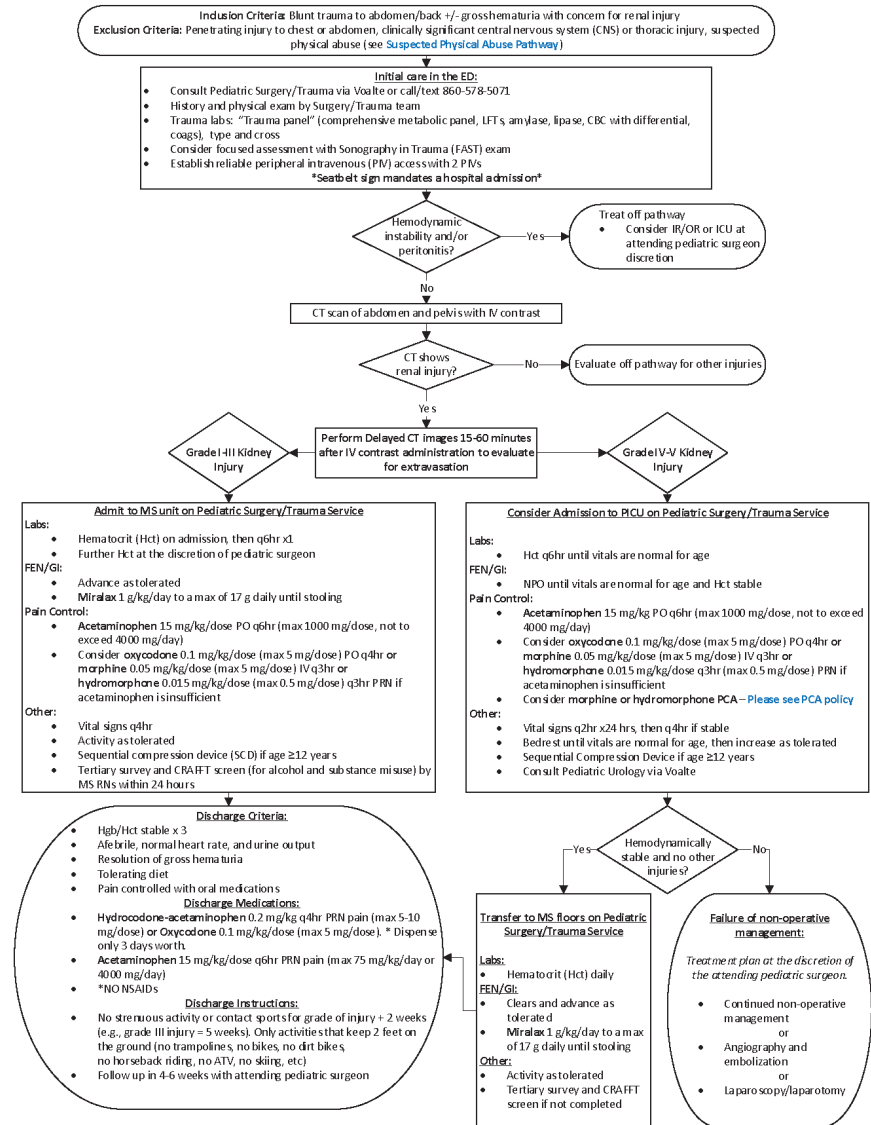 Inclusion Criteria: Blunt trauma to abdomen/back +/- gross hematuria with concern for renal injury
Exclusion Criteria: Penetrating injury to chest or abdomen, clinically significant central nervous system (CNS) or thoracic injury, suspected
physical abuse (see Suspected Physical Abuse Pathway)
Initial care in the ED:
• Consult Pediatric Surgery/Trauma via Voalte or call/text 860-578-5071
• History and physical exam by Surgery/Trauma team
• Trauma labs: “Trauma panel” (comprehensive metabolic panel, LFTs, amylase, lipase, CBC with differential,
coags), type and cross
• Consider focused assessment with Sonography in Trauma (FAST) exam
• Establish reliable peripheral intravenous (PIV) access with 2 PIVs
*Seatbelt sign mandates a hospital admission*
Hemodynamic
instability and/or
peritonitis?
Yes
Treat off pathway
• Consider IR/OR or ICU at
attending pediatric surgeon
discretion
No
CT scan of abdomen and pelvis with IV contrast
CT shows
renal injury?
No
Evaluate off pathway for other injuries
Yes
Grade I-III Kidney
Injury
Perform Delayed CT images 15-60 minutes
after IV contrast administration to evaluate
for extravasation
Grade IV-V Kidney
Injury
Admit to MS unit on Pediatric Surgery/Trauma Service
Labs:
• Hematocrit (Hct) on admission, then q6hr x1
• Further Hct at the discretion of pediatric surgeon
FEN/GI:
• Advance as tolerated
• Miralax 1 g/kg/day to a max of 17 g daily until stooling
Pain Control:
• Acetaminophen 15 mg/kg/dose PO q6hr (max 1000 mg/dose, not to
exceed 4000 mg/day)
• Consider oxycodone 0.1 mg/kg/dose (max 5 mg/dose) PO q4hr or
morphine 0.05 mg/kg/dose (max 5 mg/dose) IV q3hr or
hydromorphone 0.015 mg/kg/dose (max 0.5 mg/dose) q3hr PRN if
acetaminophen is insufficient
Other:
• Vital signs q4hr
• Activity as tolerated
• Sequential compression device (SCD) if age ≥12 years
• Tertiary survey and CRAFFT screen (for alcohol and substance misuse) by
MS RNs within 24 hours
Consider Admission to PICU on Pediatric Surgery/Trauma Service
Labs:
• Hct q6hr until vitals are normal for age
FEN/GI:
• NPO until vitals are normal for age and Hct stable
Pain Control:
• Acetaminophen 15 mg/kg PO q6hr (max 1000 mg/dose, not to exceed
4000 mg/day)
• Consider oxycodone 0.1 mg/kg/dose (max 5 mg/dose) PO q4hr or
morphine 0.05 mg/kg/dose (max 5 mg/dose) IV q3hr or
hydromorphone 0.015 mg/kg/dose q3hr (max 0.5 mg/dose) PRN if
acetaminophen is insufficient
• Consider morphine or hydromorphone PCA – Please see PCA policy
Other:
• Vital signs q2hr x24 hrs, then q4hr if stable
• Bedrest until vitals are normal for age, then increase as tolerated
• Sequential Compression Device if age ≥12 years
• Consult Pediatric Urology via Voalte
Discharge Criteria:
• Hgb/Hct stable x 3
• Afebrile, normal heart rate, and urine output
• Resolution of gross hematuria
• Tolerating diet
• Pain controlled with oral medications
Discharge Medications:
• Hydrocodone-acetaminophen 0.2 mg/kg q4hr PRN pain (max 5-10
mg/dose) or Oxycodone 0.1 mg/kg/dose (max 5 mg/dose). * Dispense
only 3 days worth.
• Acetaminophen 15 mg/kg/dose q6hr PRN pain (max 75 mg/kg/day or
4000 mg/day)
• *NO NSAIDs
Discharge Instructions:
• No strenuous activity or contact sports for grade of injury + 2 weeks
(e.g., grade III injury = 5 weeks). Only activities that keep 2 feet on
the ground (no trampolines, no bikes, no dirt bikes,
no horseback riding, no ATV, no skiing, etc)
• Follow up in 4-6 weeks with attending pediatric surgeon
Yes
Hemodynamically
stable and no other
injuries?
No
Transfer to MS floors on Pediatric
Surgery/Trauma Service
Labs:
• Hematocrit (Hct) daily
FEN/GI:
• Clears and advance as
tolerated
• Miralax 1 g/kg/day to a max
of 17 g daily until stooling
Other:
• Activity as tolerated
• Tertiary survey and CRAFFT
screen if not completed
Failure of non-operative
management:
Treatment plan at the discretion of
the attending pediatric surgeon.
• Continued non-operative
management
or
• Angiography and
embolization
or
• Laparoscopy/laparotomy